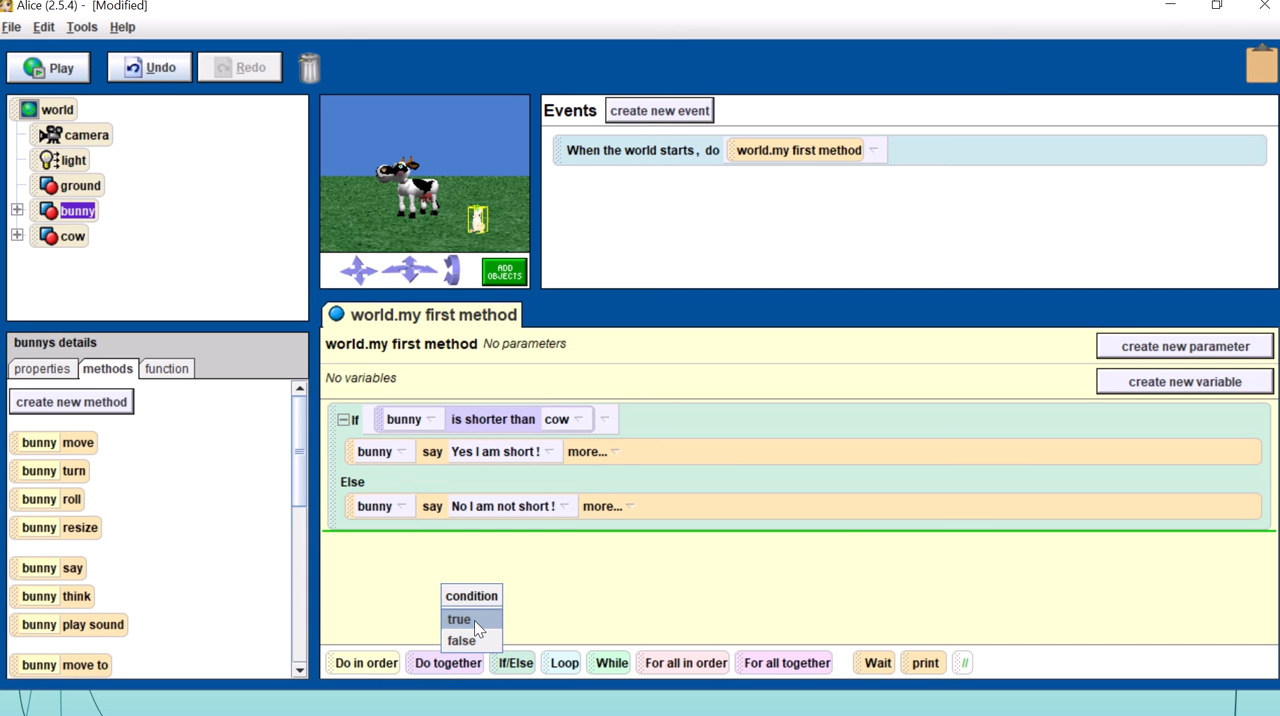 Alice (2.5.4) - [Modified]
File Edit Tools Help
Play Undo Redo
world
camera
light
ground
bunny
cow
ADD OBJECTS
Events create new event
When the world starts, do world.my first method
bunnys details
properties methods function
create new method
bunny move
bunny turn
bunny roll
bunny resize
bunny say
bunny think
bunny play sound
bunny move to
world.my first method
world.my first method No parameters
create new parameter
No variables
create new variable
If bunny is shorter than cow
bunny say Yes I am short! more...
Else
bunny say No I am not short! more...
condition
true
false
Do in order Do together If/Else Loop While For all in order For all together Wait print //